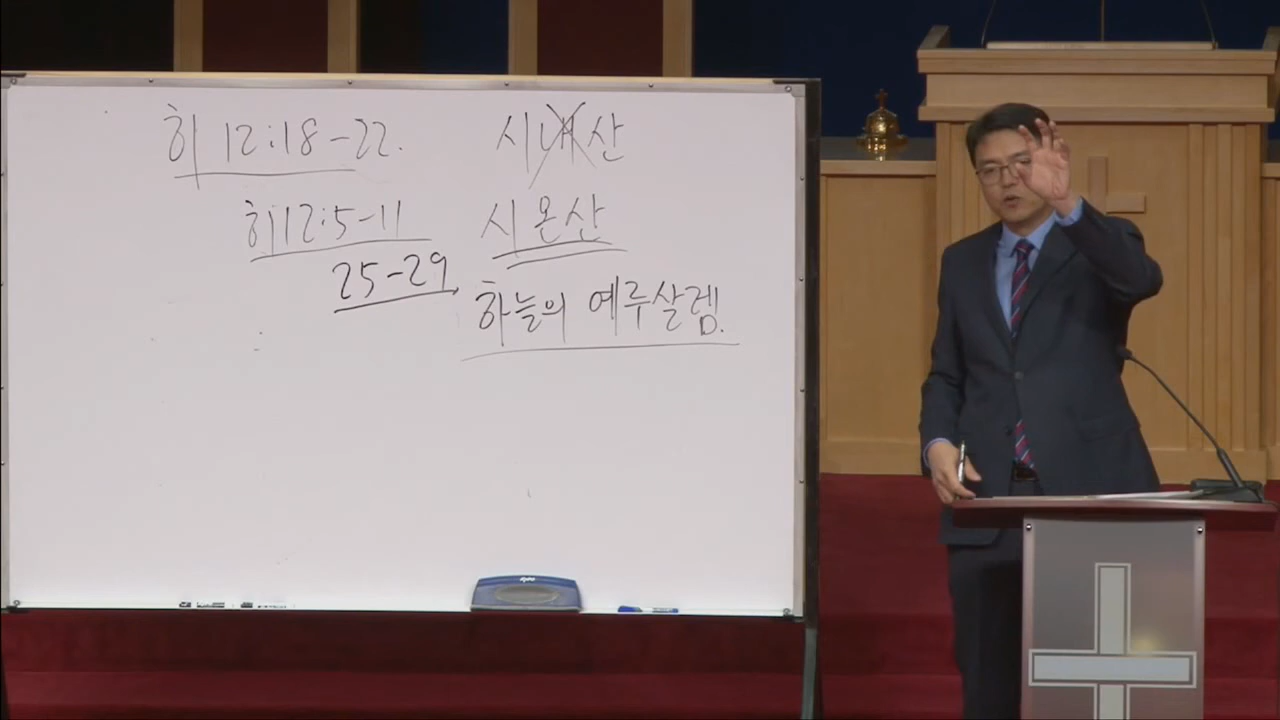 히 12:18-22.
시내산
히12:5-11
시온산
25-29
하늘의 예루살렘.
expo